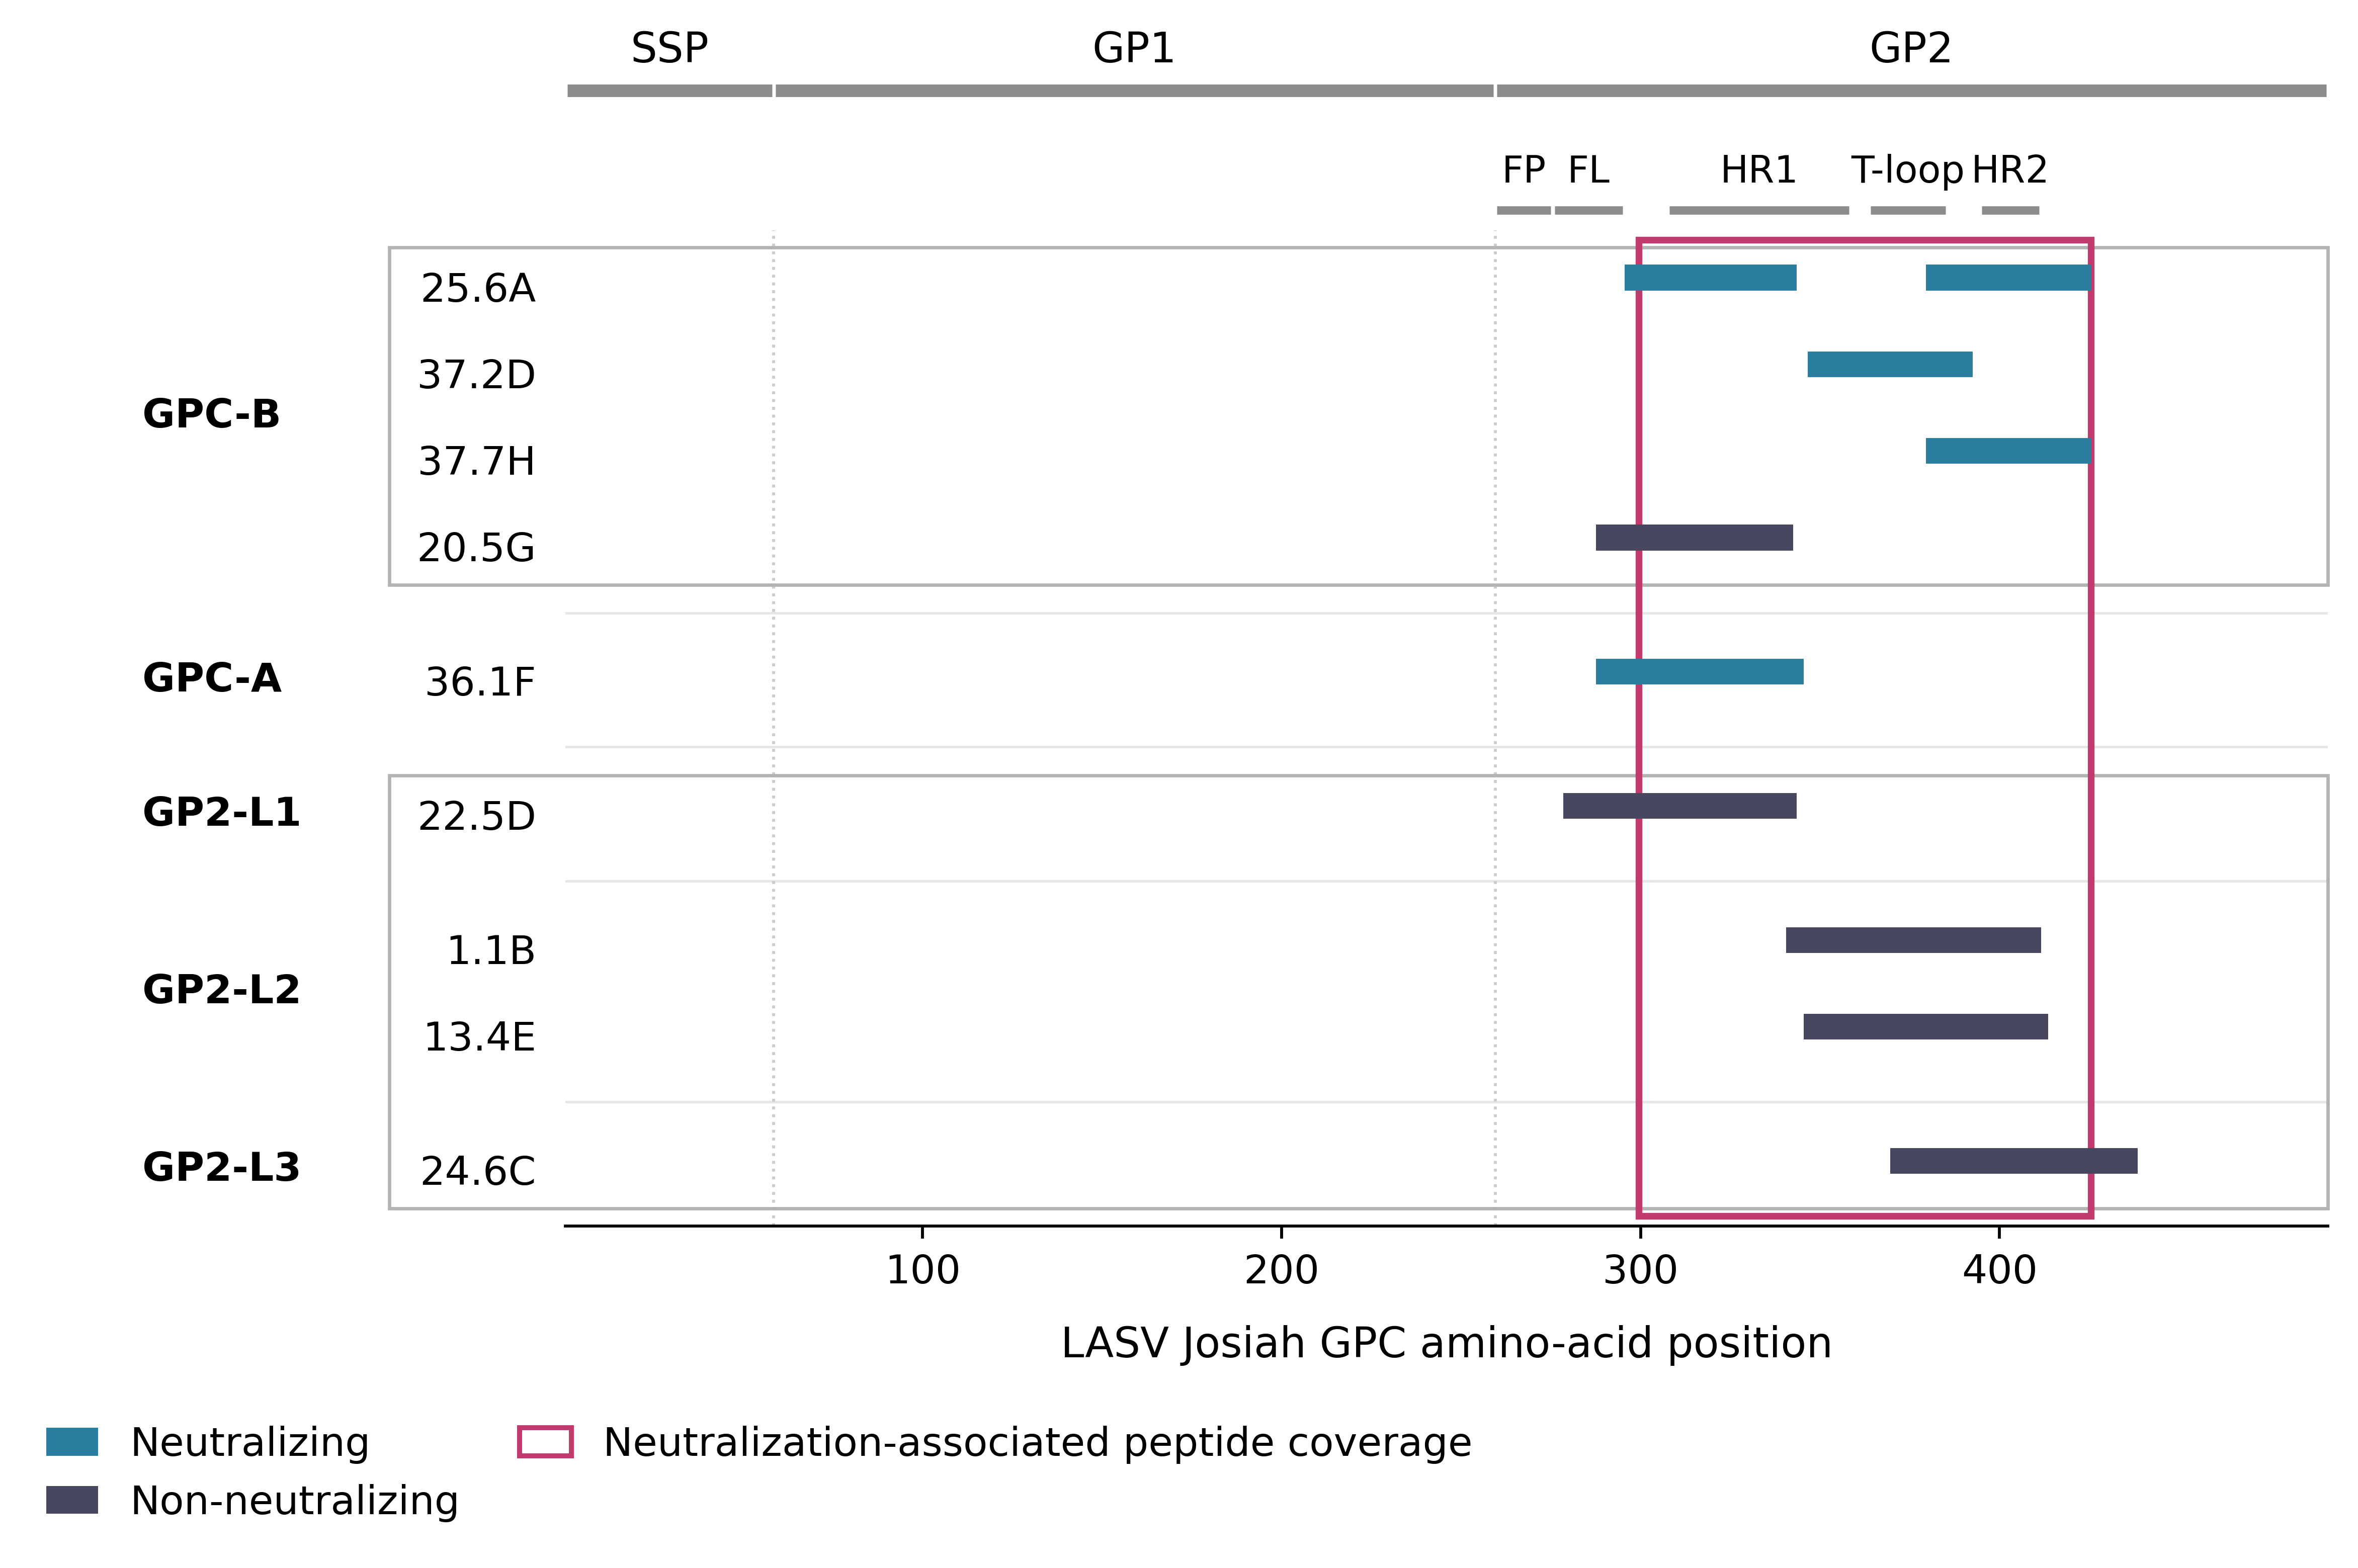 SSP GP1 GP2
FP FL HR1 T-loop HR2
25.6A
37.2D
GPC-B
37.7H
20.5G
GPC-A 36.1F
GP2-L1 22.5D
1.1B
GP2-L2
13.4E
GP2-L3 24.6C
100 200 300 400
LASV Josiah GPC amino-acid position
Neutralizing Neutralization-associated peptide coverage
Non-neutralizing